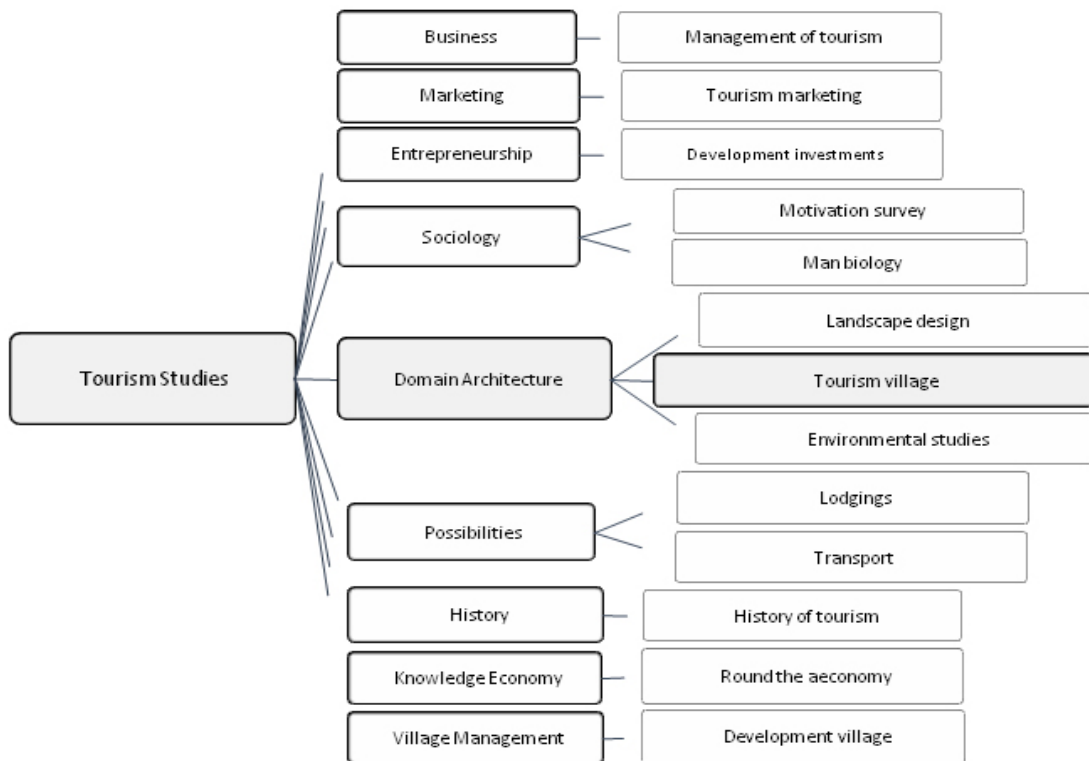 Business
Management of tourism
Marketing
Tourism marketing
Entrepreneurship
Development investments
Sociology
Motivation survey
Man biology
Tourism Studies
Domain Architecture
Landscape design
Tourism village
Environmental studies
Possibilities
Lodgings
Transport
History
History of tourism
Knowledge Economy
Round the aeconomy
Village Management
Development village